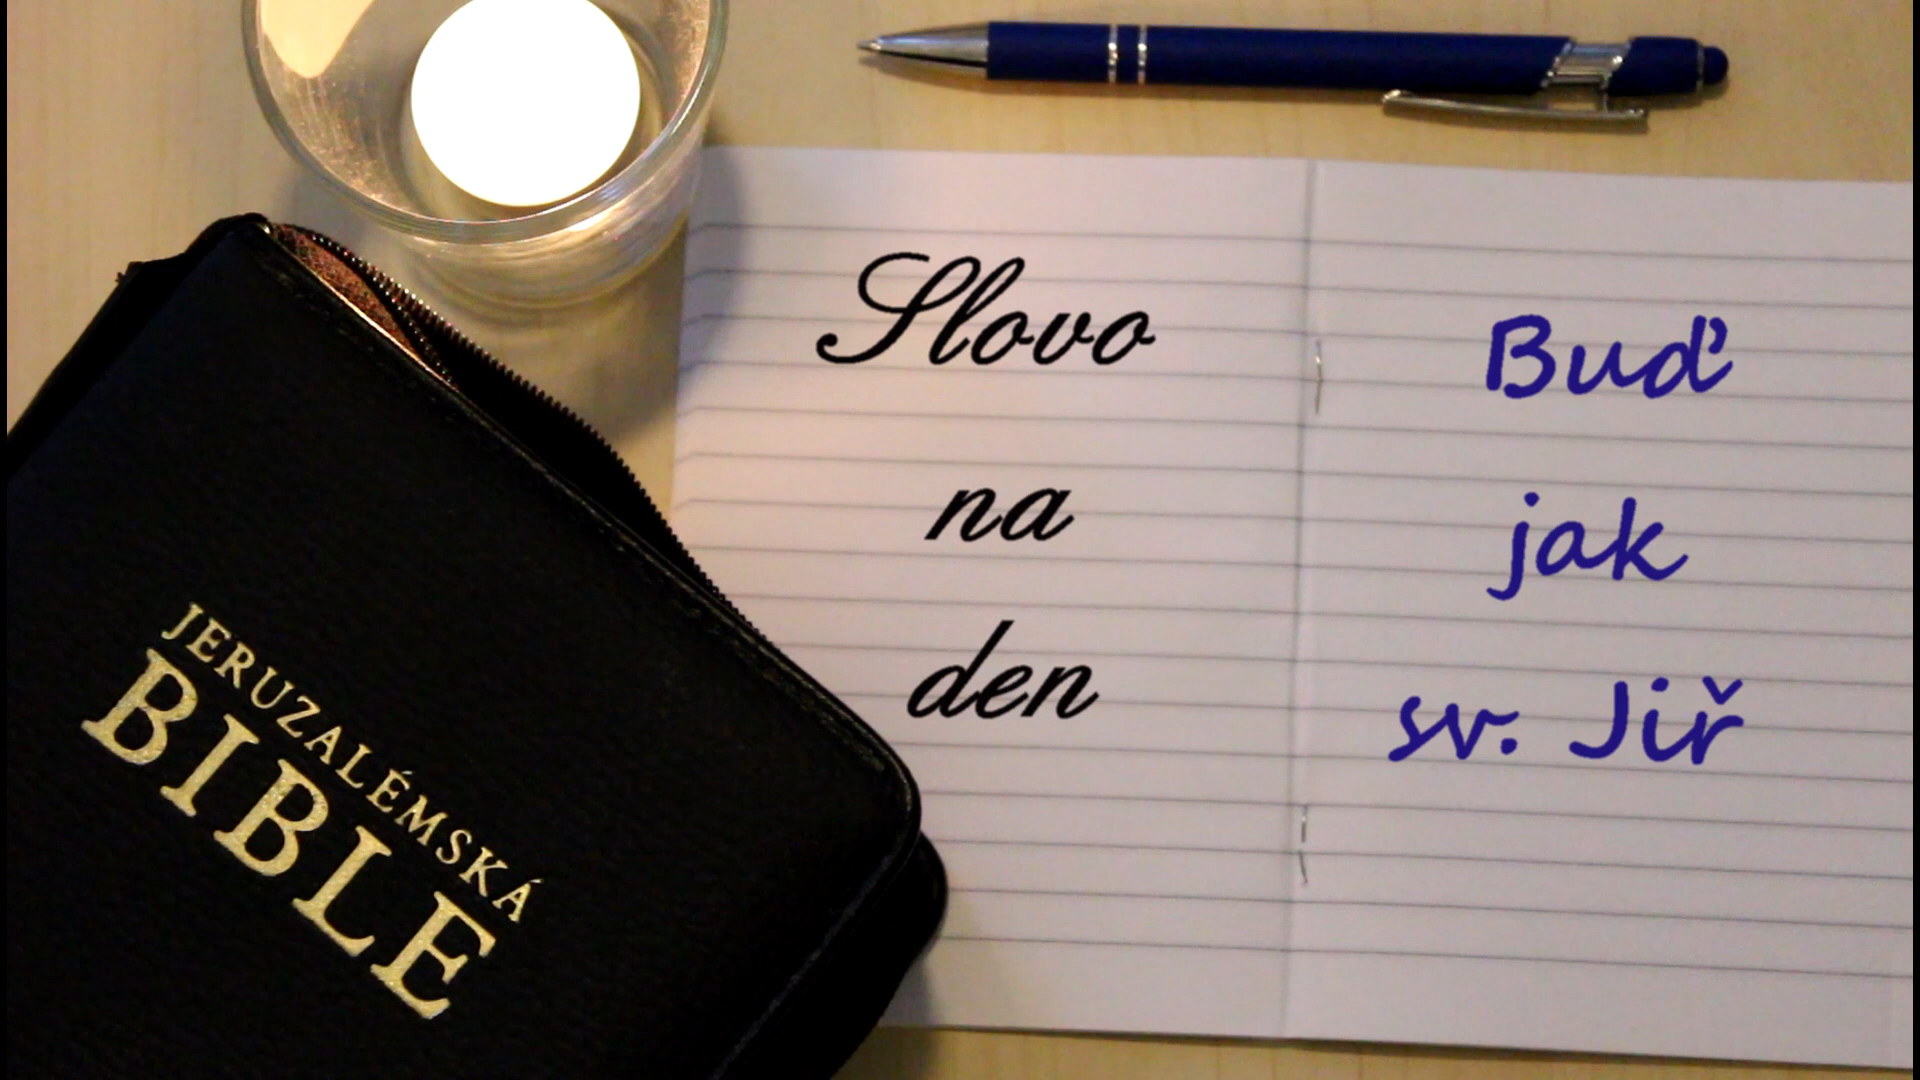 Slovo
na
den
Buď
jak
sv. Jiř
JERUZALÉMSKÁ
BIBLE